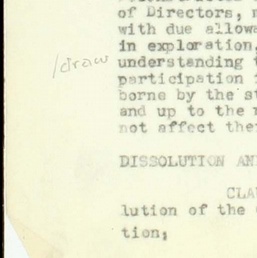 of Directors,
with due allowa
in exploration,
/draw
understanding t
participation i
borne by the st
and up to the
not affect the
DISSOLUTION AN
CLA
lution of the
tion;